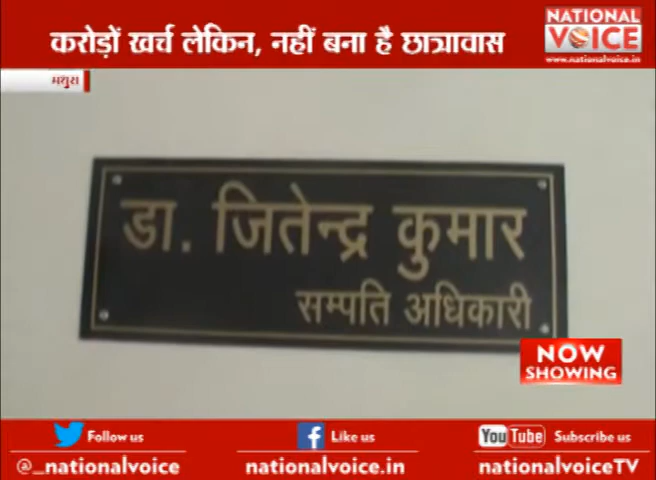 करोड़ों खर्च लेकिन, नहीं बना है छात्रावास
NATIONAL
VOICE
www.nationalvoice.in
मथुरा
डा. जितेन्द्र कुमार
सम्पति अधिकारी
NOW
SHOWING
Follow us
Like us
YouTube Subscribe us
@_nationalvoice
nationalvoice.in
nationalvoiceTV